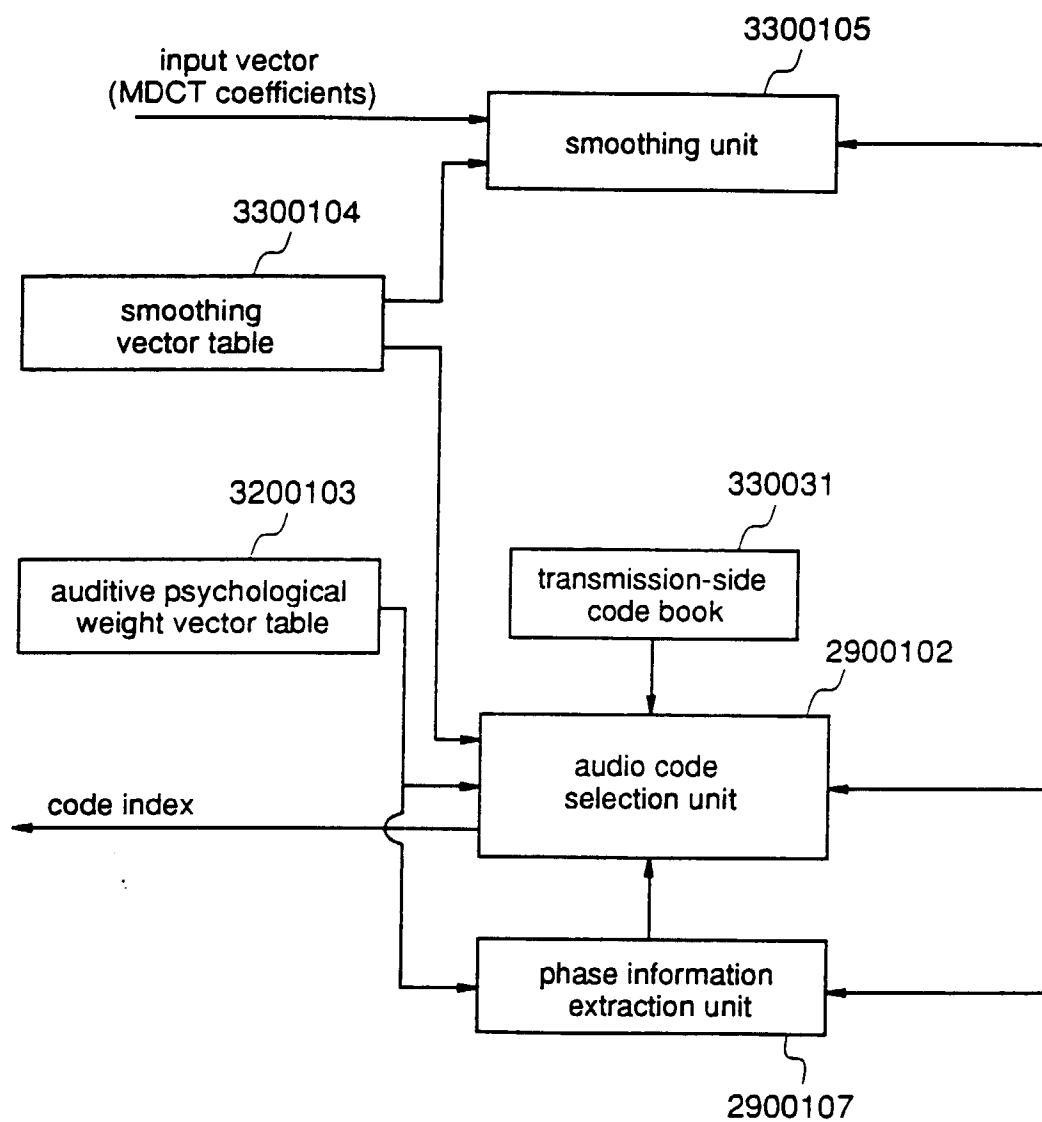 3300105
input vector
(MDCT coefficients)
smoothing unit
3300104
smoothing
vector table
3200103
330031
auditive psychological
weight vector table
transmission-side
code book
2900102
audio code
selection unit
code index
phase information
extraction unit
2900107